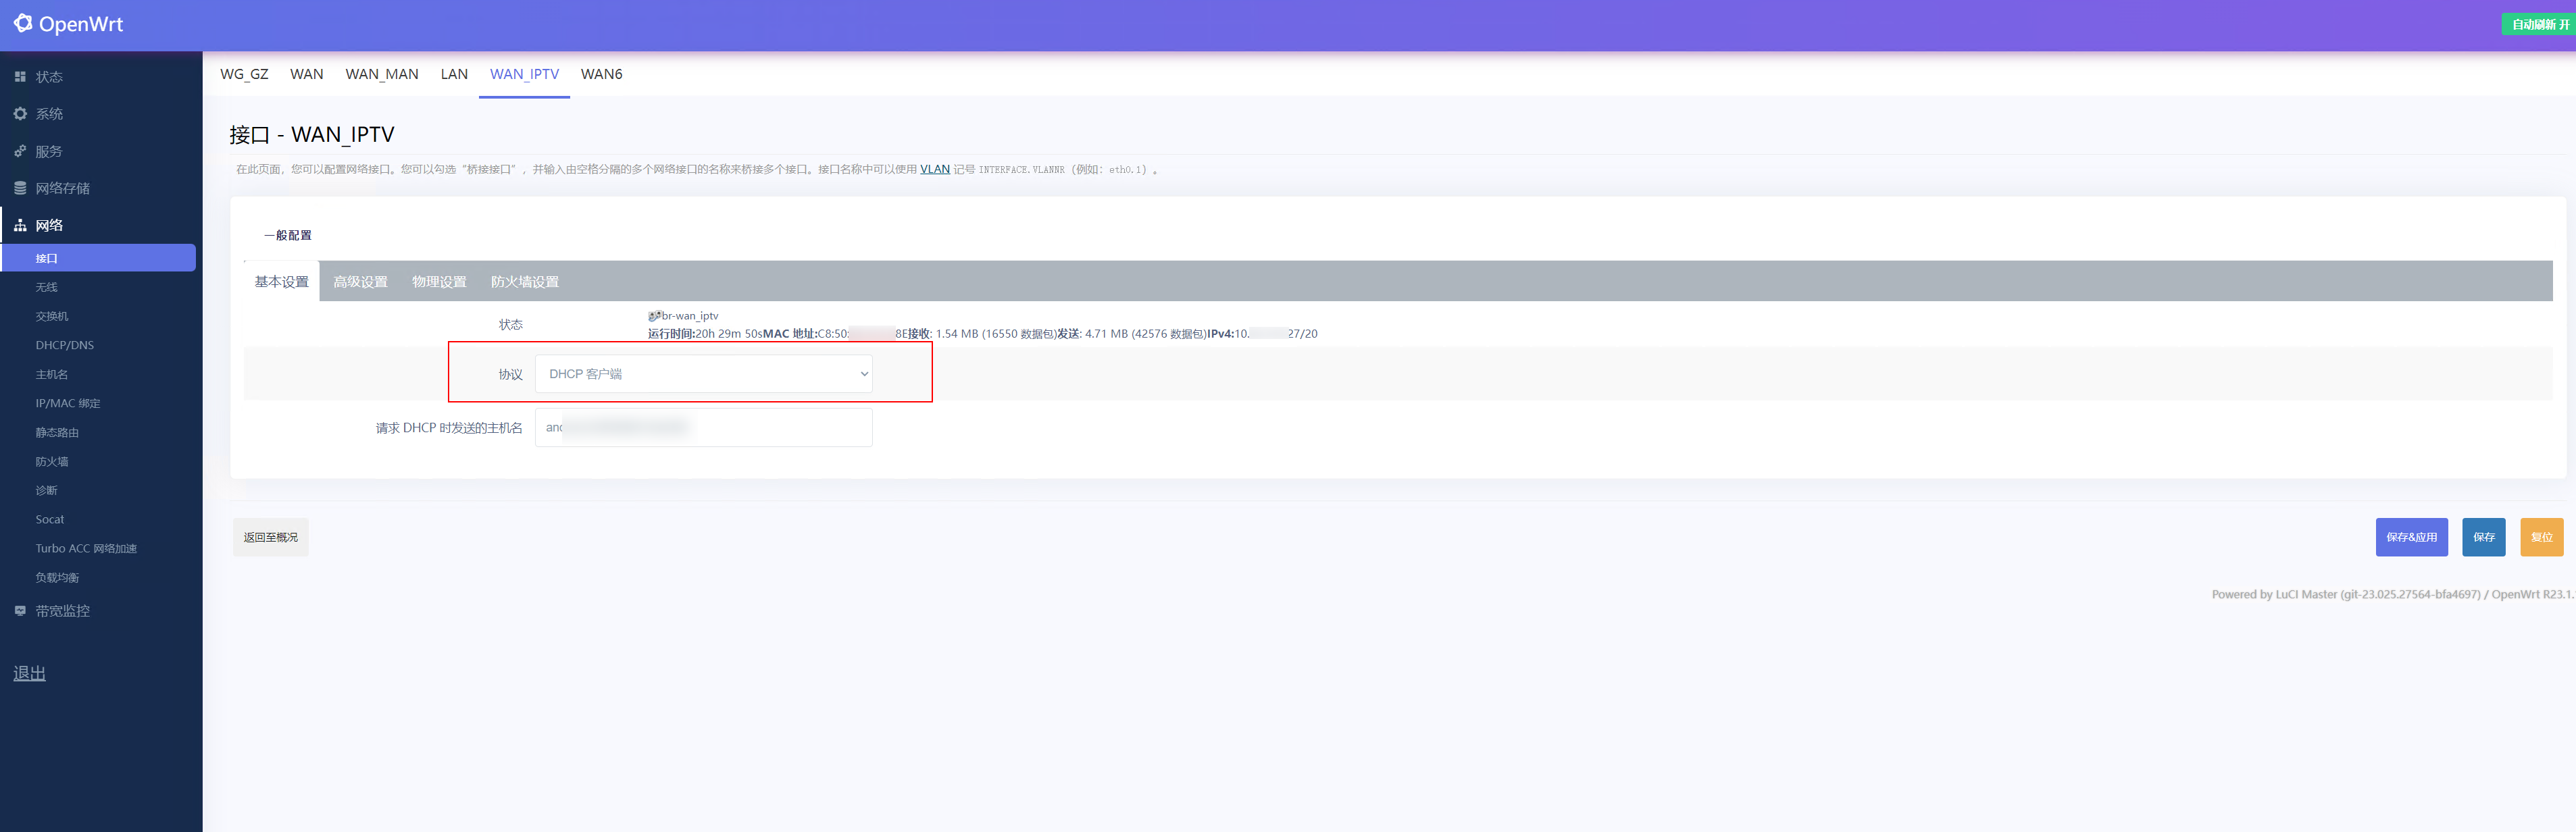 OpenWrt
自动刷新 开
状态
系统
服务
网络存储
网络
接口
无线
交换机
DHCP/DNS
主机名
IP/MAC 绑定
静态路由
防火墙
诊断
Socat
Turbo ACC 网络加速
负载均衡
带宽监控
退出
WG_GZ WAN WAN_MAN LAN WAN_IPTV WAN6
接口 - WAN_IPTV
在此页面，您可以配置网络接口。您可以勾选“桥接接口”，并输入由空格分隔的多个网络接口的名称来桥接多个接口。接口名称中可以使用 VLAN 记号 INTERFACE.VLANNR（例如：eth0.1）。
一般配置
基本设置 高级设置 物理设置 防火墙设置
状态
br-wan_iptv
运行时间:20h 29m 50sMAC 地址:C8:50: 8E接收: 1.54 MB (16550 数据包)发送: 4.71 MB (42576 数据包)IPv4:10. 27/20
协议 DHCP 客户端
请求 DHCP 时发送的主机名
返回至概况 保存&应用 保存 复位
Powered by LuCI Master (git-23.025.27564-bfa4697) / OpenWrt R23.1.